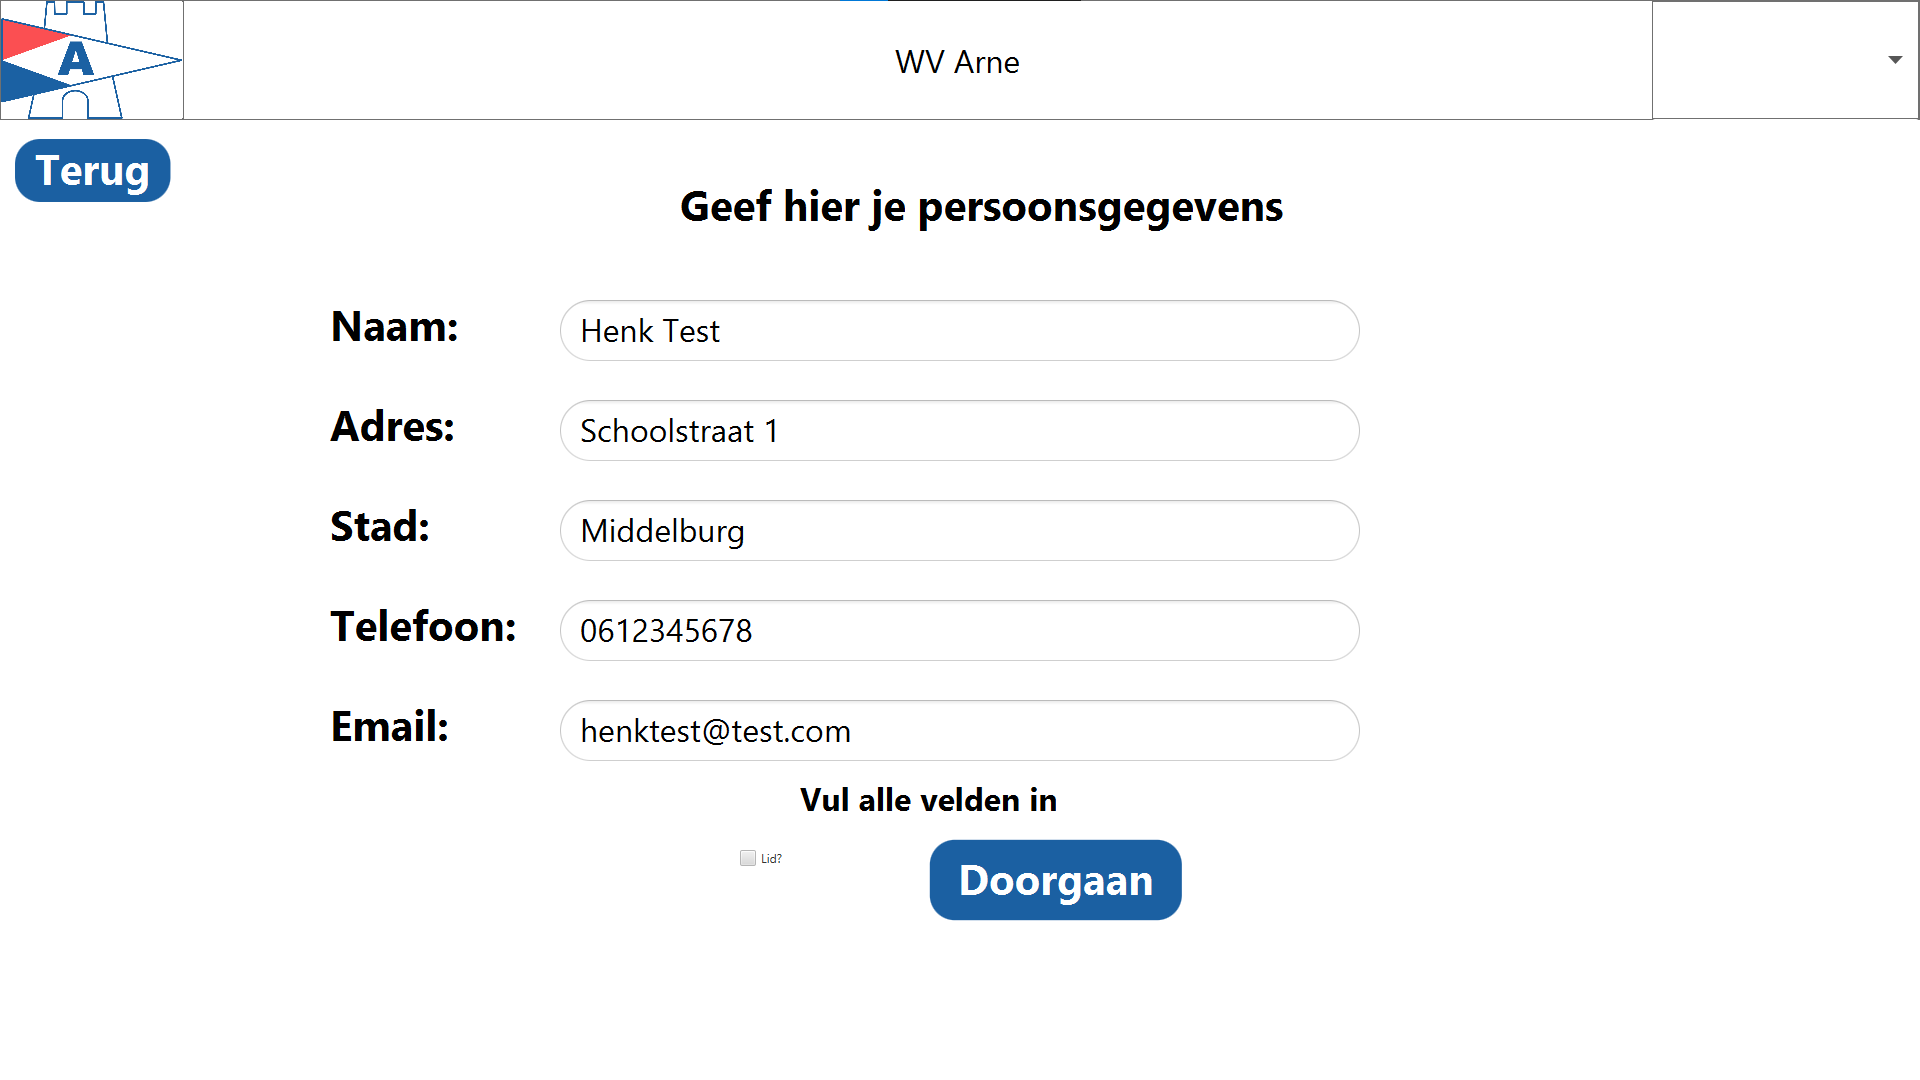 A
WV Arne
Terug
Geef hier je persoonsgegevens
Naam:
Henk Test
Adres:
Schoolstraat 1
Stad:
Middelburg
Telefoon:
0612345678
Email:
henktest@test.com
Vul alle velden in
Lid?
Doorgaan